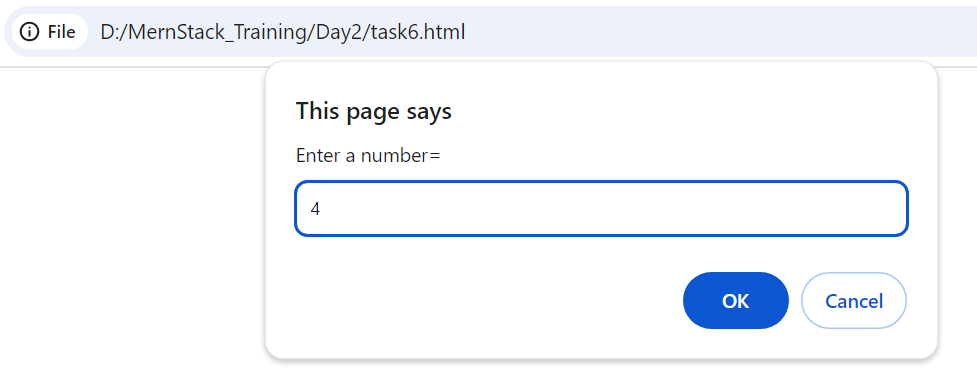 File D:/MernStack_Training/Day2/task6.html
This page says
Enter a number=
4
OK Cancel